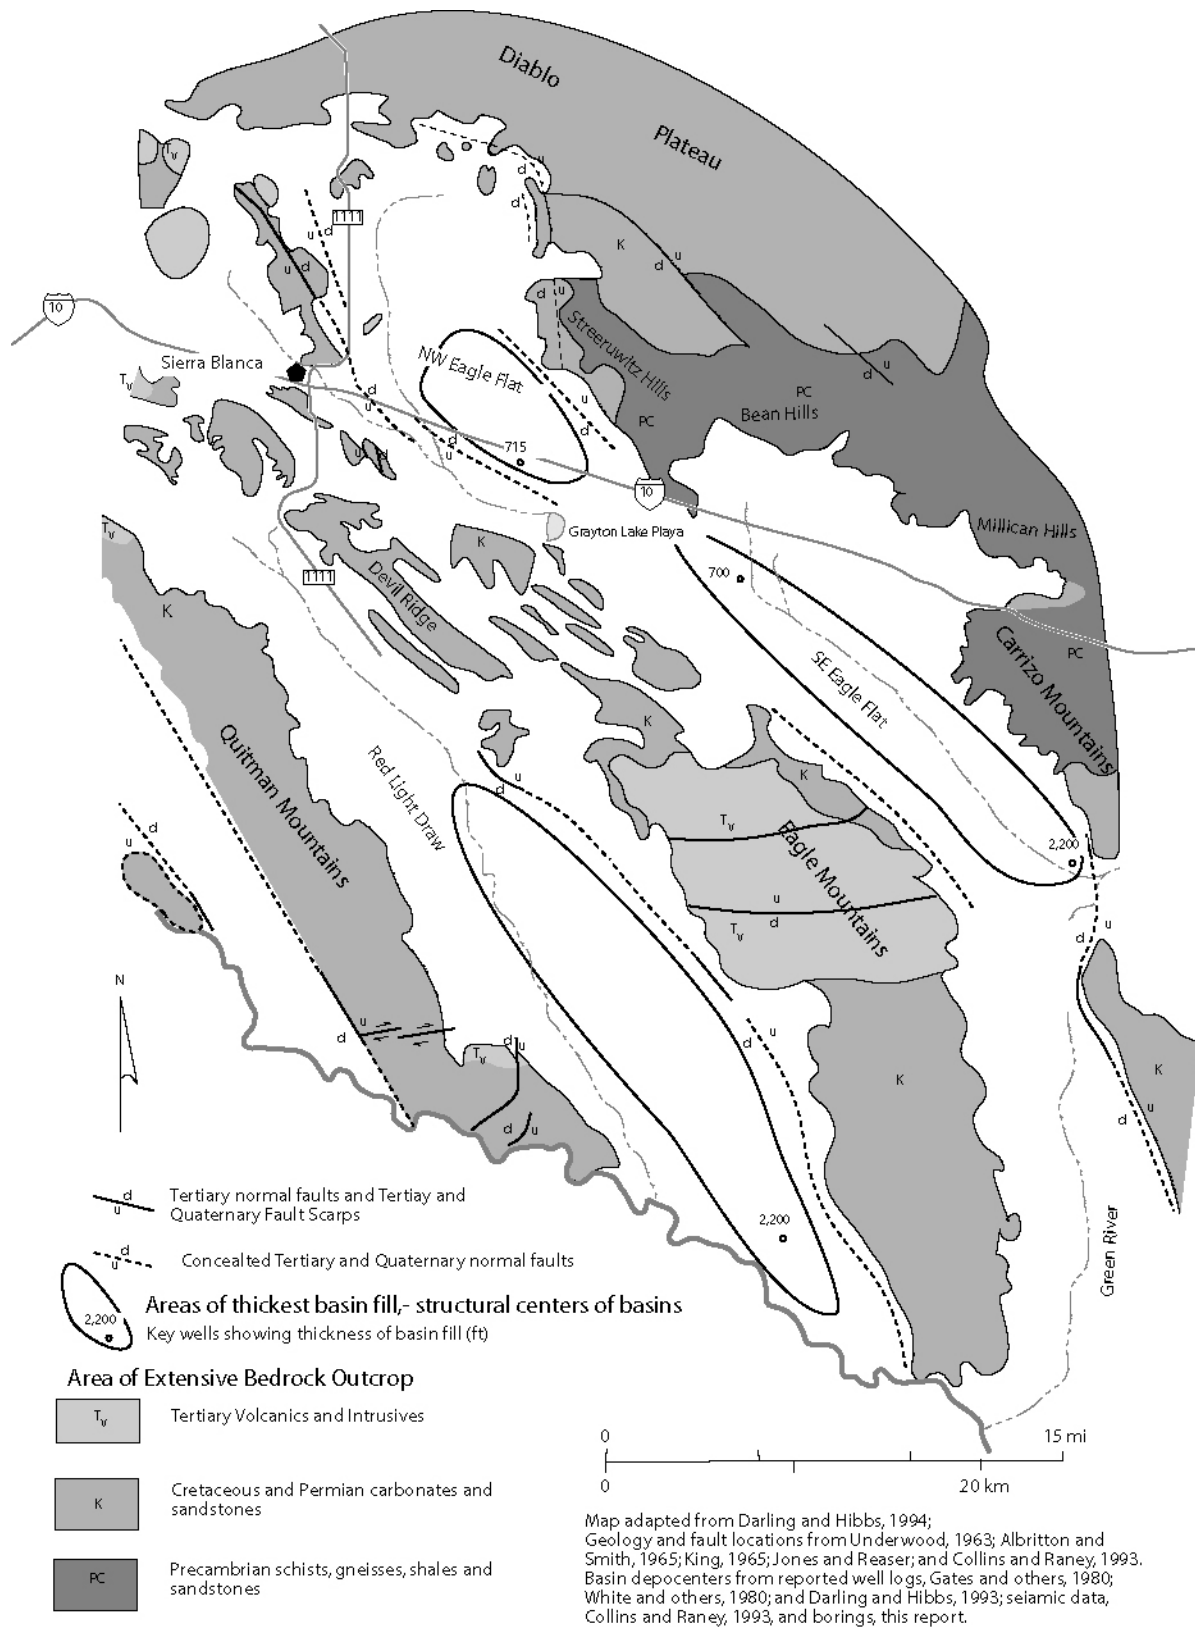 Diablo
Plateau
Tv
1111
u
d
u
d
u
d
u
d
K
u
d
10
Sierra Blanca
Tv
NW Eagle Flat
d
u
Streeruwitz Hills
PC
Bean Hills
PC
d
u
u
d
d
u
d
u
715
u
d
10
Grayton Lake Playa
Millican Hills
Tv
K
1111
Devil Ridge
K
700
SE Eagle Flat
Carrizo Mountains
PC
Quitman Mountains
Red Light Draw
K
K
u
d
Tv
Eagle Mountains
2,200
d
u
u
d
Tv
d
u
N
u
d
Tv
d
u
d
u
u
d
K
K
u
d
d
u
2,200
Green River
d
u
Tertiary normal faults and Tertiay and
Quaternary Fault Scarps
d
u
Concealted Tertiary and Quaternary normal faults
2,200
Areas of thickest basin fill,- structural centers of basins
Key wells showing thickness of basin fill (ft)
Area of Extensive Bedrock Outcrop
Tv
Tertiary Volcanics and Intrusives
K
Cretaceous and Permian carbonates and
sandstones
PC
Precambrian schists, gneisses, shales and
sandstones
0
15 mi
0
20 km
Map adapted from Darling and Hibbs, 1994;
Geology and fault locations from Underwood, 1963; Albritton and
Smith, 1965; King, 1965; Jones and Reaser; and Collins and Raney, 1993.
Basin depocenters from reported well logs, Gates and others, 1980;
White and others, 1980; and Darling and Hibbs, 1993; seiamic data,
Collins and Raney, 1993, and borings, this report.